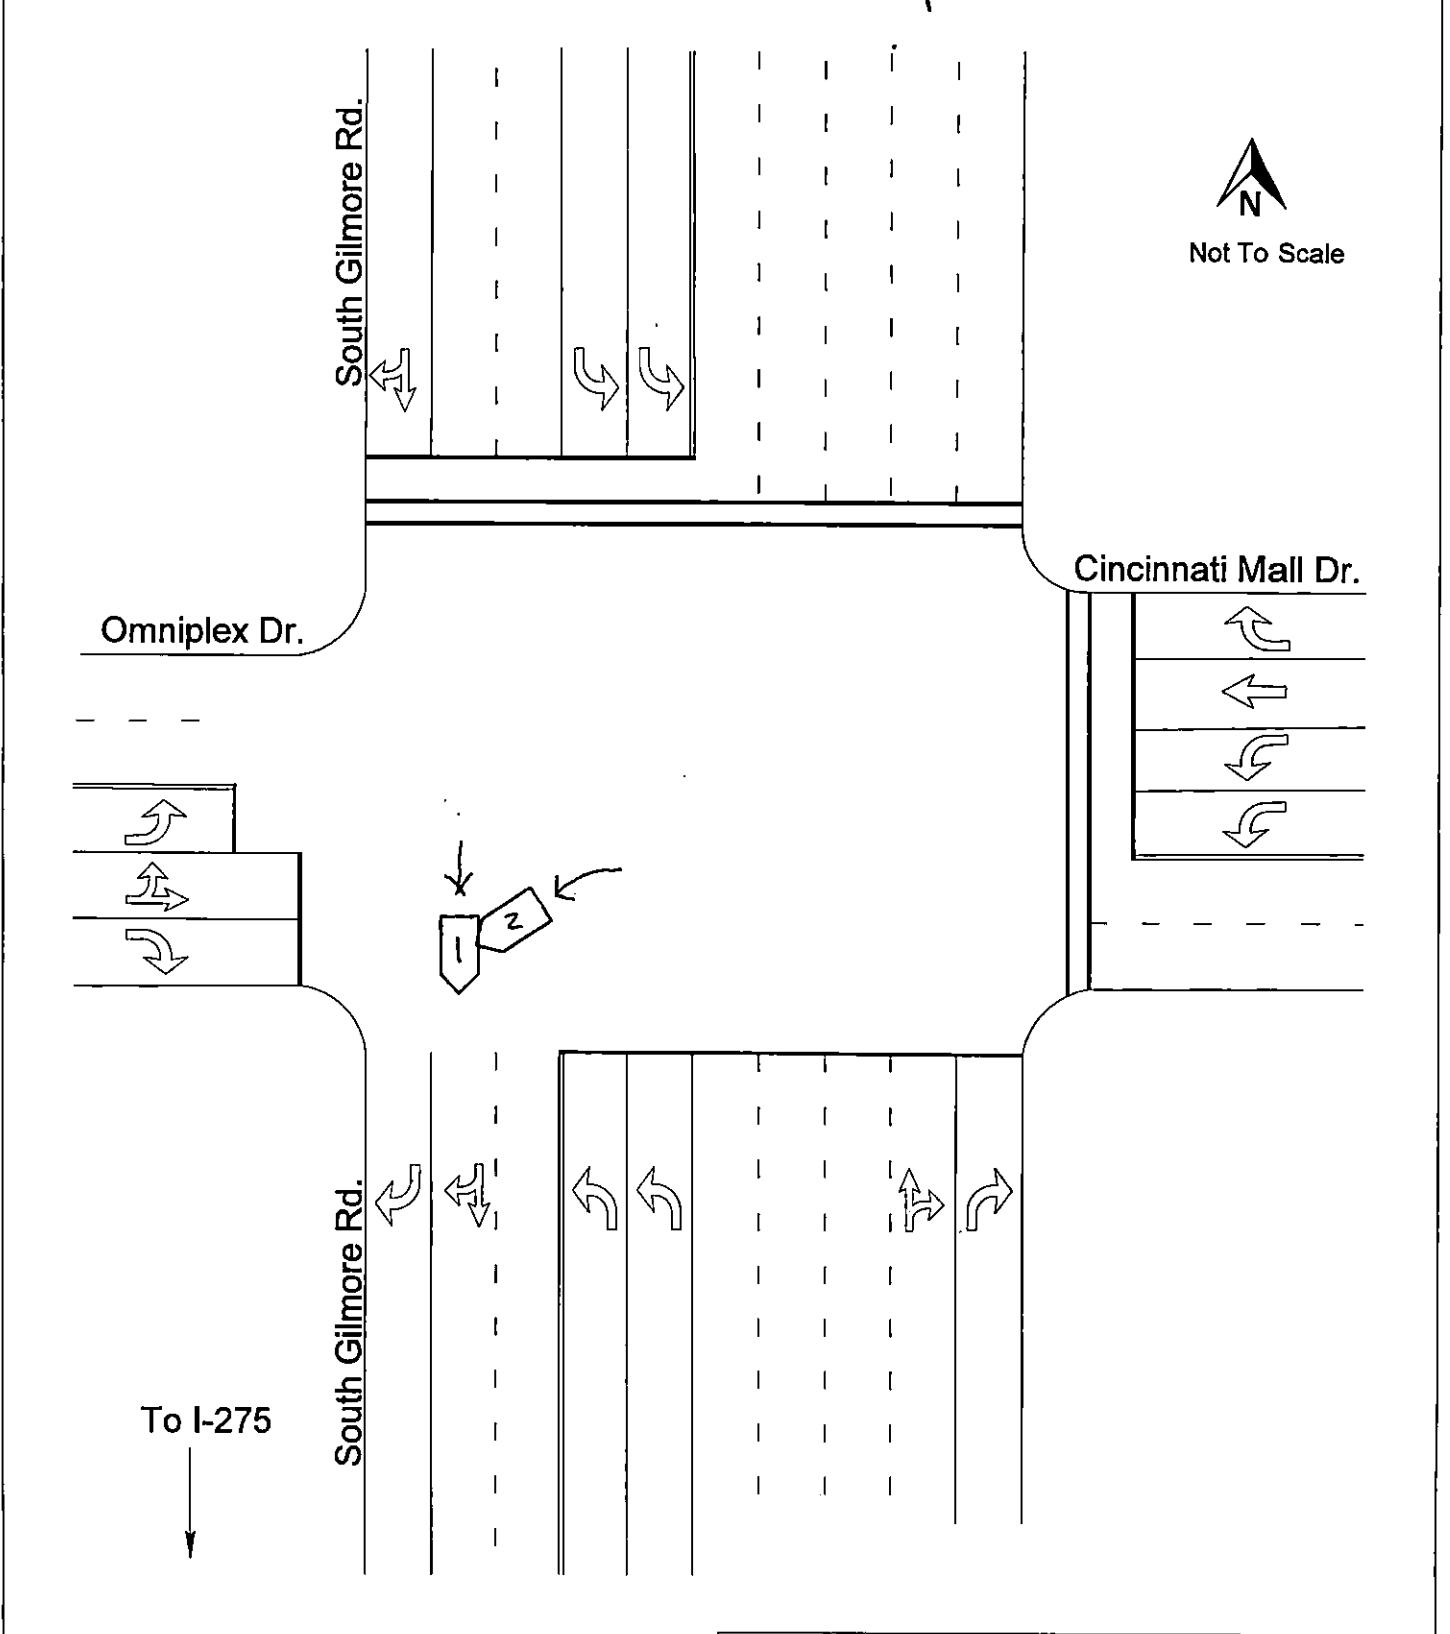 South Gilmore Rd.
N
Not To Scale
Cincinnati Mall Dr.
Omniplex Dr.
1
2
South Gilmore Rd.
To I-275